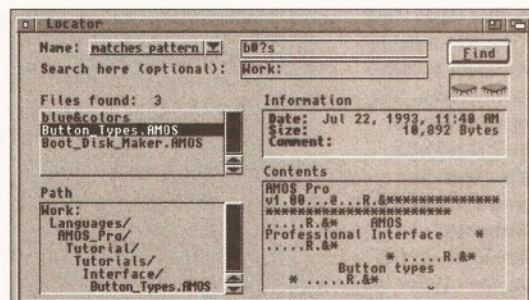 Locator
Name: matches pattern b#?s
Find
Search here (optional): Work:
Files found: 3
blue&colors
Button_Types.AMOS
Boot_Disk_Maker.AMOS
Information
Date: Jul 22, 1993, 11:40 AM
Size: 10,892 Bytes
Comment:
Path
Work:
Languages/
AMOS_Pro/
Tutorial/
Tutorials/
Interface/
Button_Types.AMOS
Contents
AMOS Pro
v1.00...@...R.&**************
**********************
.....R.&* AMOS
Professional Interface *
.....R.&*
* .....R.&*
Button types
* .....R.&*